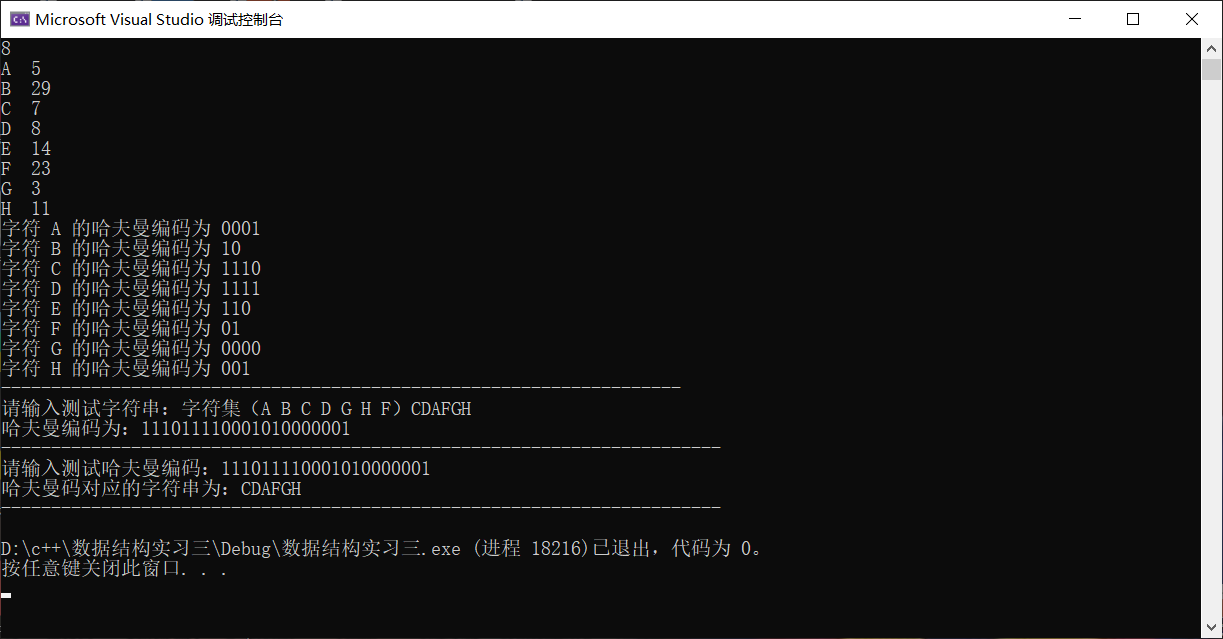 Microsoft Visual Studio 调试控制台
8
A  5
B  29
C  7
D  8
E  14
F  23
G  3
H  11
字符 A 的哈夫曼编码为 0001
字符 B 的哈夫曼编码为 10
字符 C 的哈夫曼编码为 1110
字符 D 的哈夫曼编码为 1111
字符 E 的哈夫曼编码为 110
字符 F 的哈夫曼编码为 01
字符 G 的哈夫曼编码为 0000
字符 H 的哈夫曼编码为 001
--------------------------------------------------------------------
请输入测试字符串：字符集（A B C D G H F）CDAFGH
哈夫曼编码为：111011110001010000001
------------------------------------------------------------------------
请输入测试哈夫曼编码：111011110001010000001
哈夫曼码对应的字符串为：CDAFGH
------------------------------------------------------------------------
D:\c++\数据结构实习三\Debug\数据结构实习三.exe (进程 18216)已退出，代码为 0。
按任意键关闭此窗口. . .